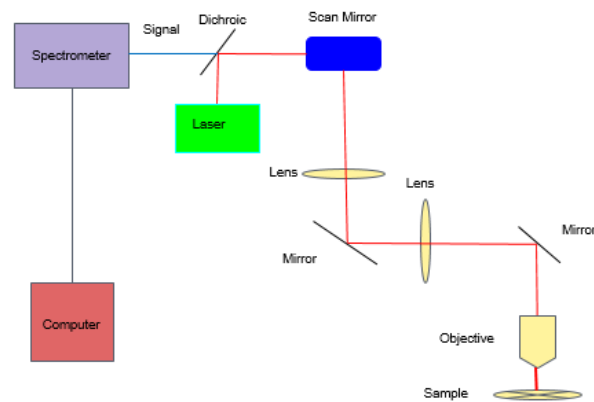 Scan Mirror
Dichroic
Signal
Spectrometer
Laser
Lens
Lens
Mirror
Mirror
Computer
Objective
Sample